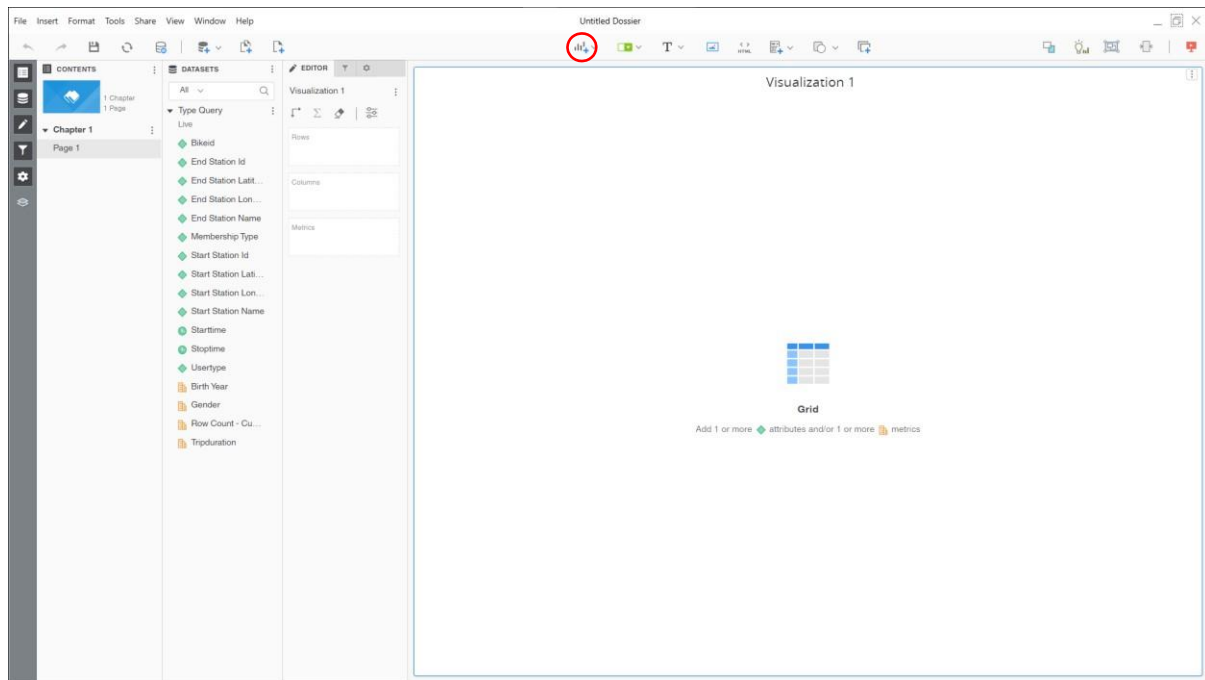 File Insert Format Tools Share View Window Help
Untitled Dossier
T
HTML
CONTENTS
1 Chapter
1 Page
Chapter 1
Page 1
DATASETS
All
Type Query
Live
Bikeid
End Station Id
End Station Latit...
End Station Lon...
End Station Name
Membership Type
Start Station Id
Start Station Lati...
Start Station Lon...
Start Station Name
Starttime
Stoptime
Usertype
Birth Year
Gender
Row Count - Cu...
Tripduration
EDITOR
Visualization 1
Rows
Columns
Metrics
Visualization 1
Grid
Add 1 or more attributes and/or 1 or more metrics